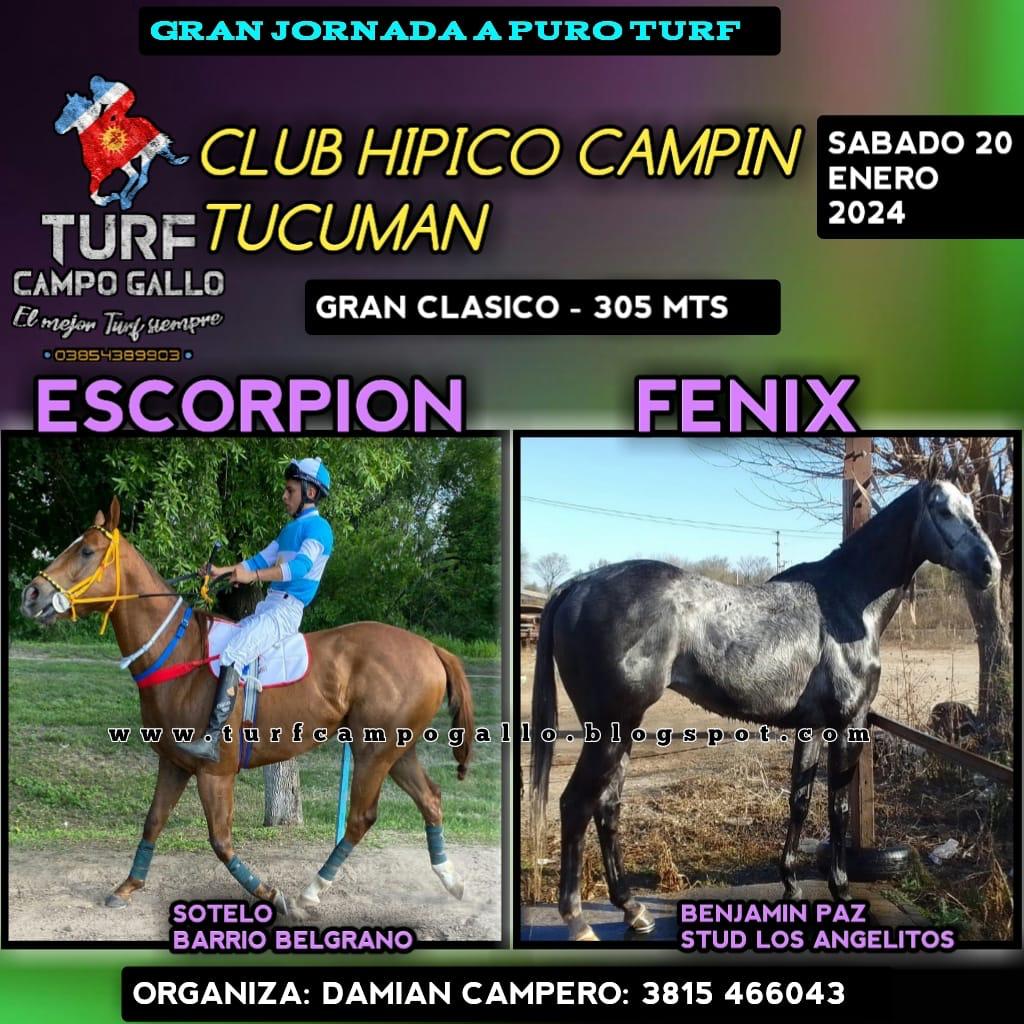 GRAN JORNADA A PURO TURF
CLUB HIPICO CAMPIN
TUCUMAN
SABADO 20
ENERO
2024
TURF
CAMPO GALLO
El mejor Turf siempre
03854389903
GRAN CLASICO - 305 MTS
ESCORPION
FENIX
www.turfcampogallo.blogspot.com
SOTELO
BARRIO BELGRANO
BENJAMIN PAZ
STUD LOS ANGELITOS
ORGANIZA: DAMIAN CAMPERO: 3815 466043